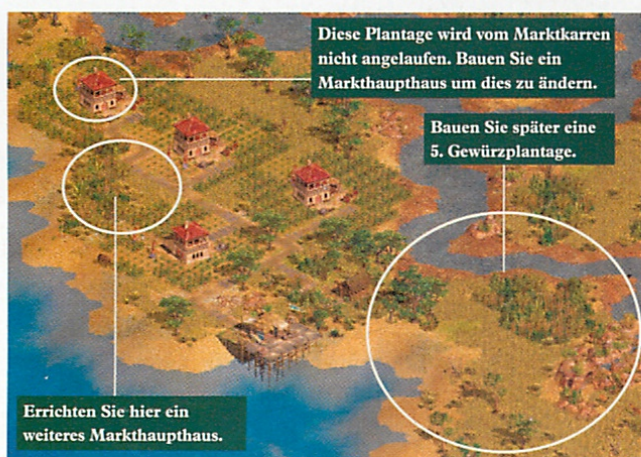 Diese Plantage wird vom Marktkarren
nicht angelaufen. Bauen Sie ein
Markthaupthaus um dies zu ändern.
Bauen Sie später eine
5. Gewürzplantage.
Errichten Sie hier ein
weiteres Markthaupthaus.